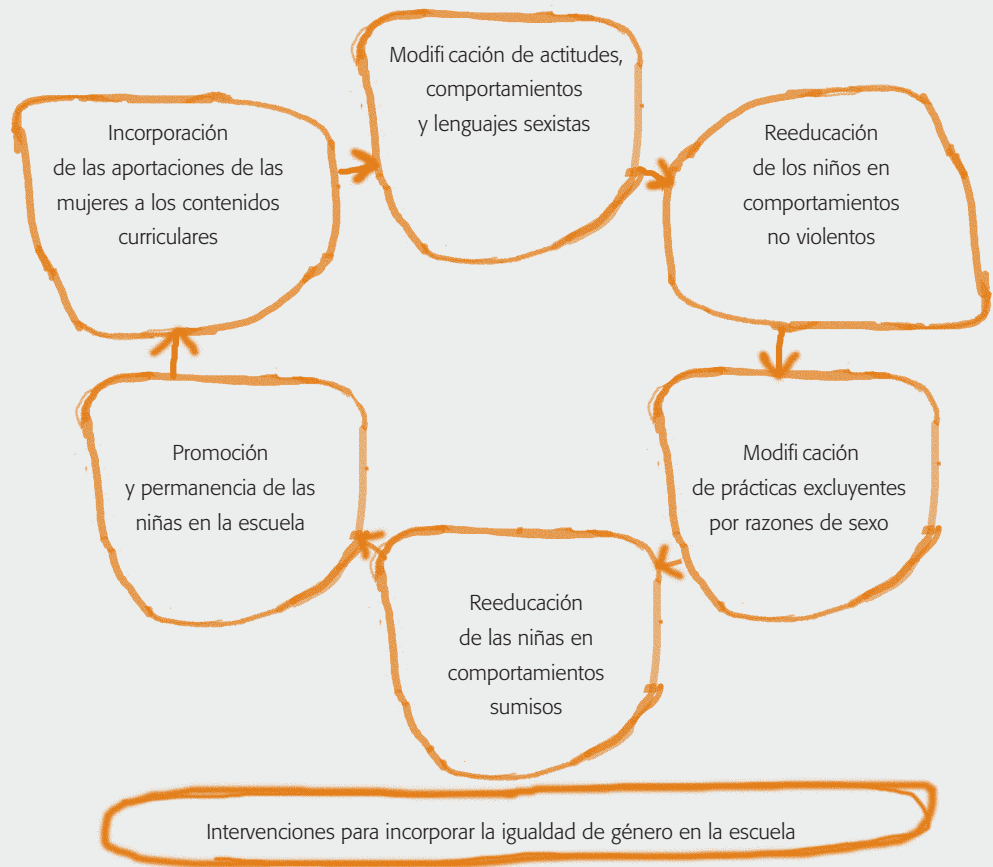 Modifi cación de actitudes,
comportamientos
y lenguajes sexistas
Reeducación
de los niños en
comportamientos
no violentos
Modifi cación
de prácticas excluyentes
por razones de sexo
Reeducación
de las niñas en
comportamientos
sumisos
Promoción
y permanencia de las
niñas en la escuela
Incorporación
de las aportaciones de las
mujeres a los contenidos
curriculares
Intervenciones para incorporar la igualdad de género en la escuela